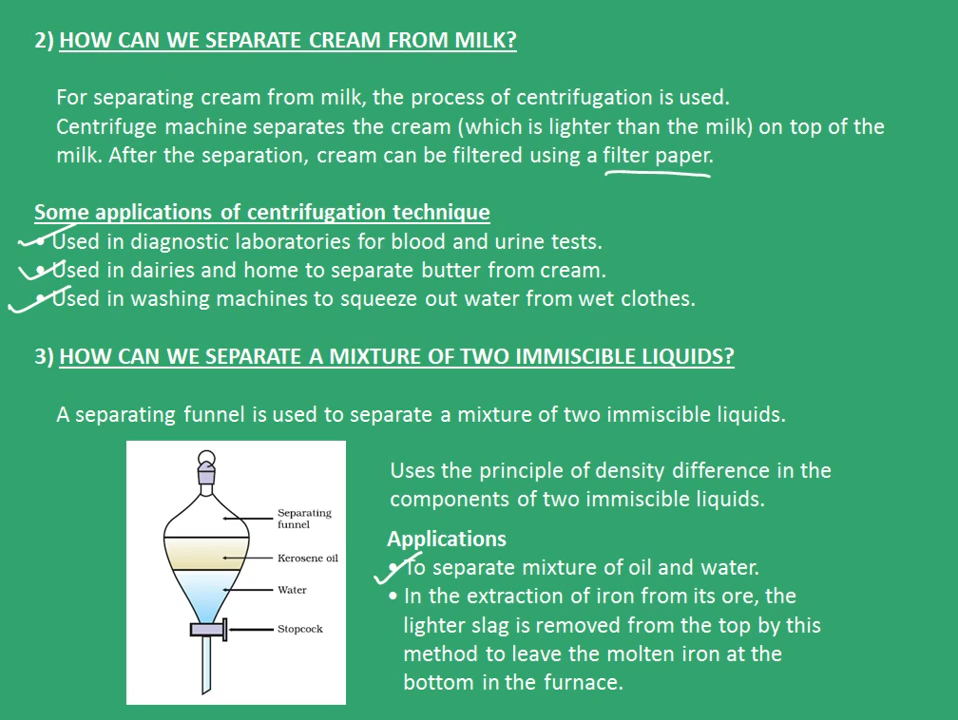 2) HOW CAN WE SEPARATE CREAM FROM MILK?
For separating cream from milk, the process of centrifugation is used.
Centrifuge machine separates the cream (which is lighter than the milk) on top of the
milk. After the separation, cream can be filtered using a filter paper.
Some applications of centrifugation technique
• Used in diagnostic laboratories for blood and urine tests.
• Used in dairies and home to separate butter from cream.
• Used in washing machines to squeeze out water from wet clothes.
3) HOW CAN WE SEPARATE A MIXTURE OF TWO IMMISCIBLE LIQUIDS?
A separating funnel is used to separate a mixture of two immiscible liquids.
Separating
funnel
Kerosene oil
Water
Stopcock
Uses the principle of density difference in the
components of two immiscible liquids.
Applications
• To separate mixture of oil and water.
• In the extraction of iron from its ore, the
lighter slag is removed from the top by this
method to leave the molten iron at the
bottom in the furnace.